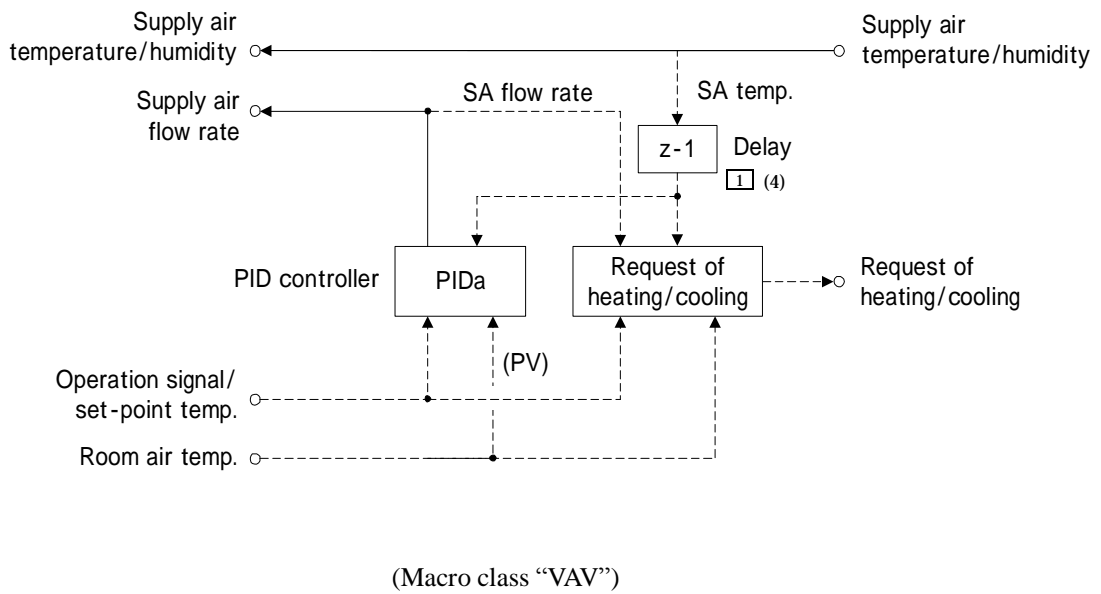 Supply air
temperature/humidity
Supply air
temperature/humidity
Supply air
flow rate
SA flow rate
SA temp.
z-1
Delay
1 (4)
PID controller
PIDa
Request of
heating/cooling
Request of
heating/cooling
(PV)
Operation signal/
set-point temp.
Room air temp.
(Macro class “VAV”)